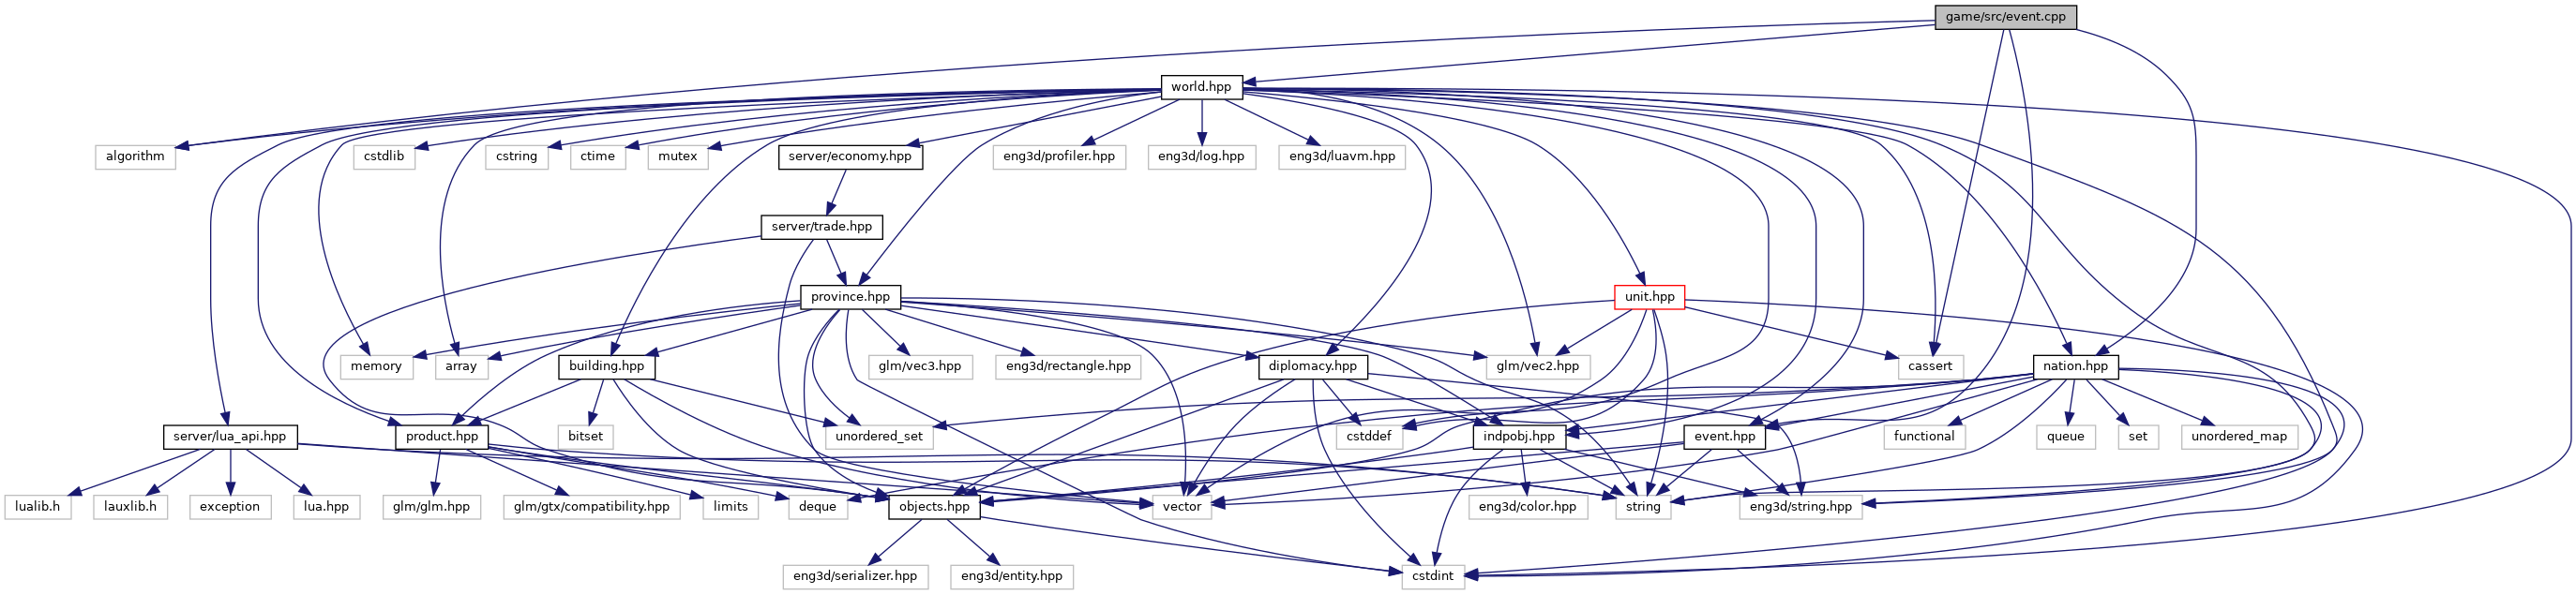 game/src/event.cpp
world.hpp
algorithm
cstdlib
cstring
ctime
mutex
server/economy.hpp
eng3d/profiler.hpp
eng3d/log.hpp
eng3d/luavm.hpp
server/trade.hpp
province.hpp
unit.hpp
memory
array
building.hpp
glm/vec3.hpp
eng3d/rectangle.hpp
diplomacy.hpp
glm/vec2.hpp
cassert
nation.hpp
server/lua_api.hpp
product.hpp
bitset
unordered_set
cstddef
indpobj.hpp
event.hpp
functional
queue
set
unordered_map
lualib.h
lauxlib.h
exception
lua.hpp
glm/glm.hpp
glm/gtx/compatibility.hpp
limits
deque
objects.hpp
vector
eng3d/color.hpp
string
eng3d/string.hpp
eng3d/serializer.hpp
eng3d/entity.hpp
cstdint